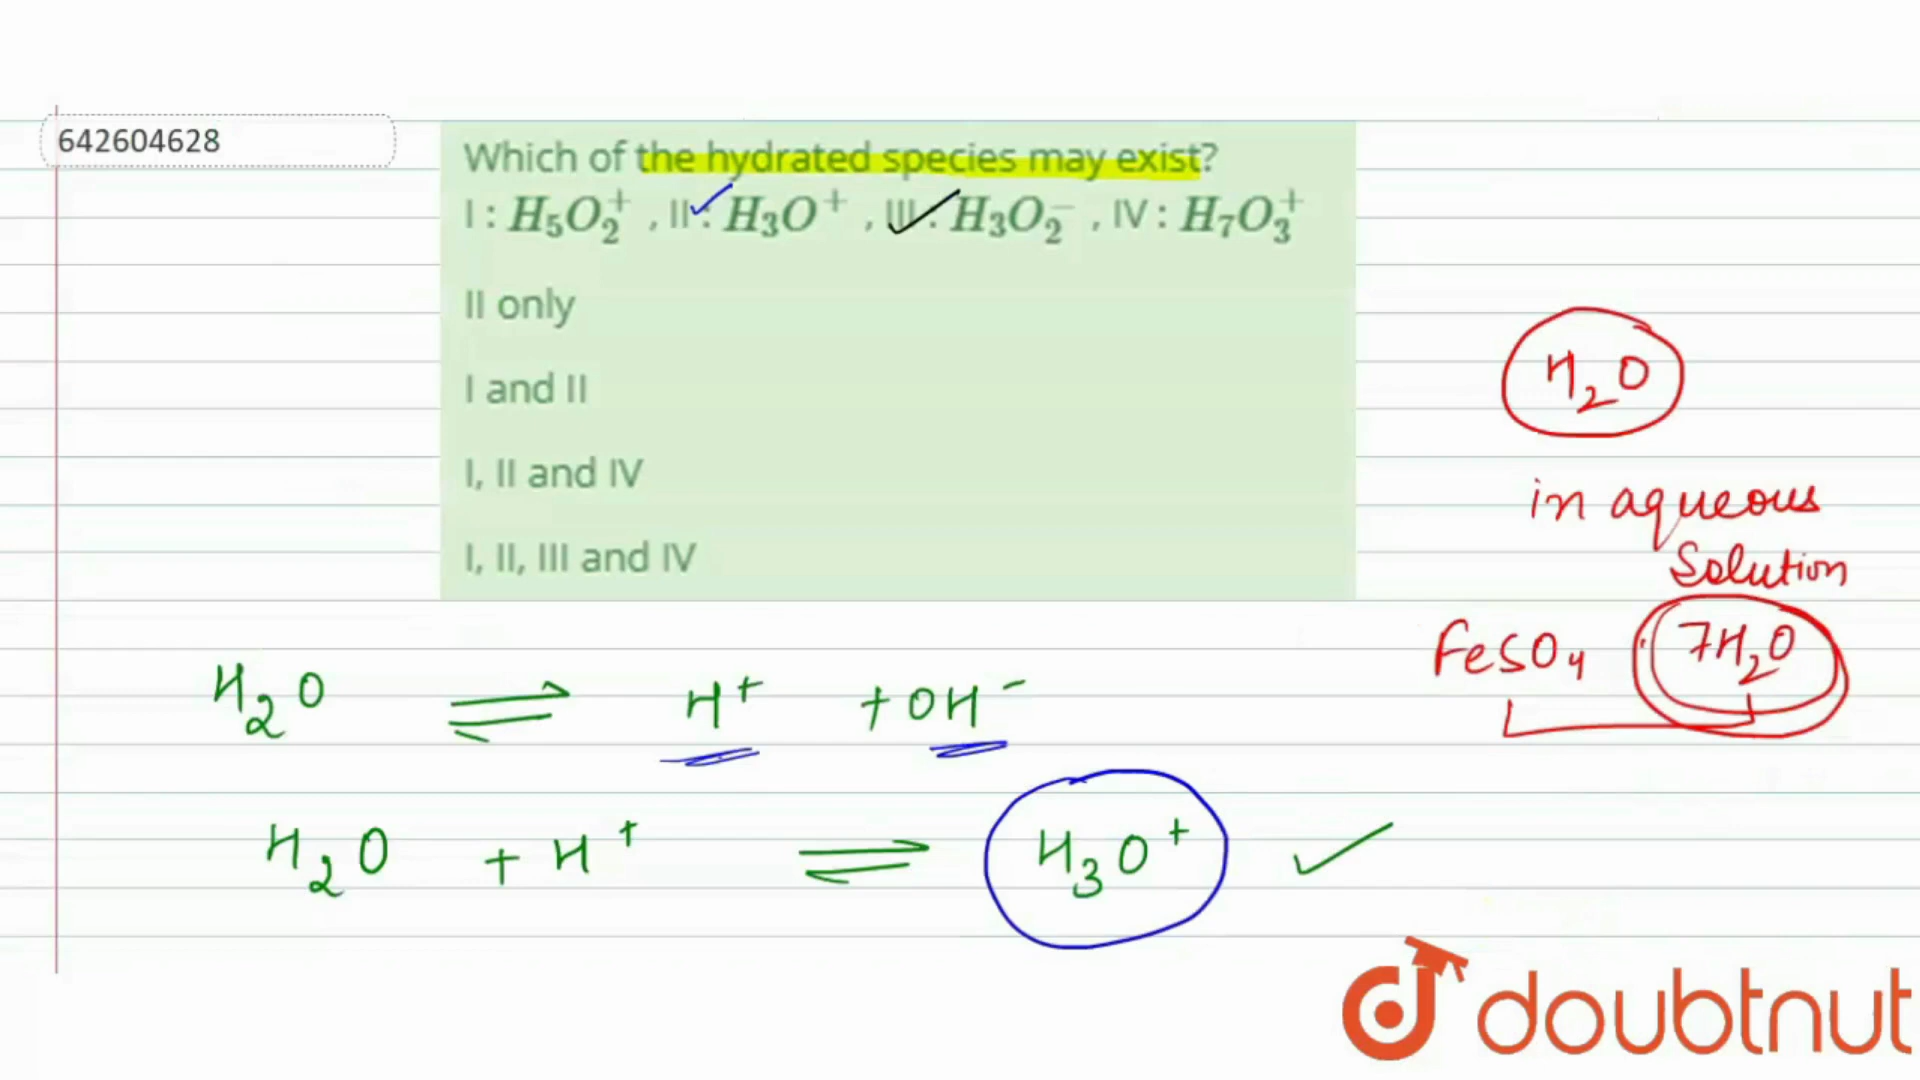 642604628
Which of the hydrated species may exist?
I : H₅O₂⁺ , II : H₃O⁺ , III : H₃O₂⁻ , IV : H₇O₃⁺
II only
I and II
I, II and IV
I, II, III and IV
H₂O
in aqueous
Solution
FeSO₄ 7H₂O
H₂O ⇌ H⁺ + OH⁻
H₂O + H⁺ ⇌ H₃O⁺ ✓
doubtnut